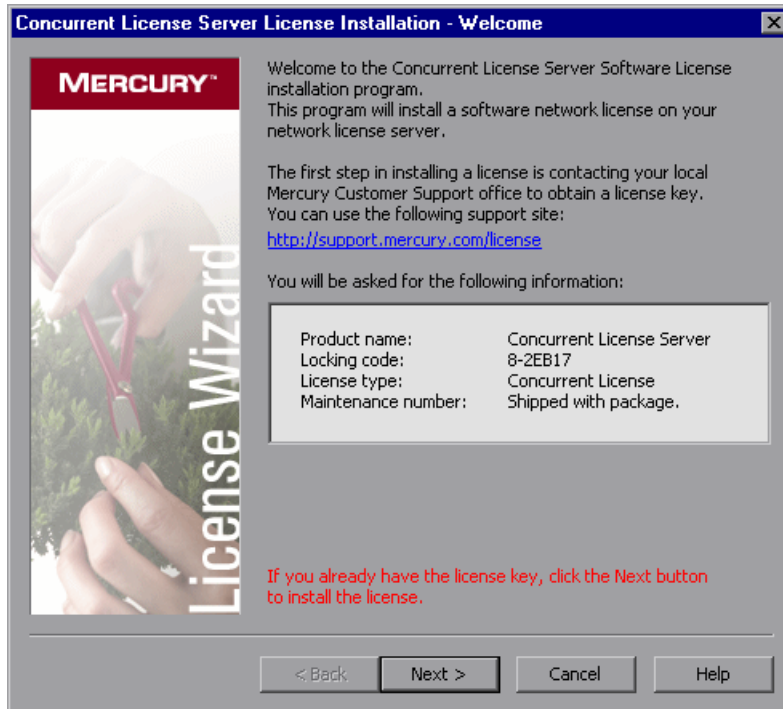 Concurrent License Server License Installation - Welcome
MERCURY™
License Wizard
Welcome to the Concurrent License Server Software License
installation program.
This program will install a software network license on your
network license server.
The first step in installing a license is contacting your local
Mercury Customer Support office to obtain a license key.
You can use the following support site:
http://support.mercury.com/license
You will be asked for the following information:
Product name: Concurrent License Server
Locking code: 8-2EB17
License type: Concurrent License
Maintenance number: Shipped with package.
If you already have the license key, click the Next button
to install the license.
< Back Next > Cancel Help